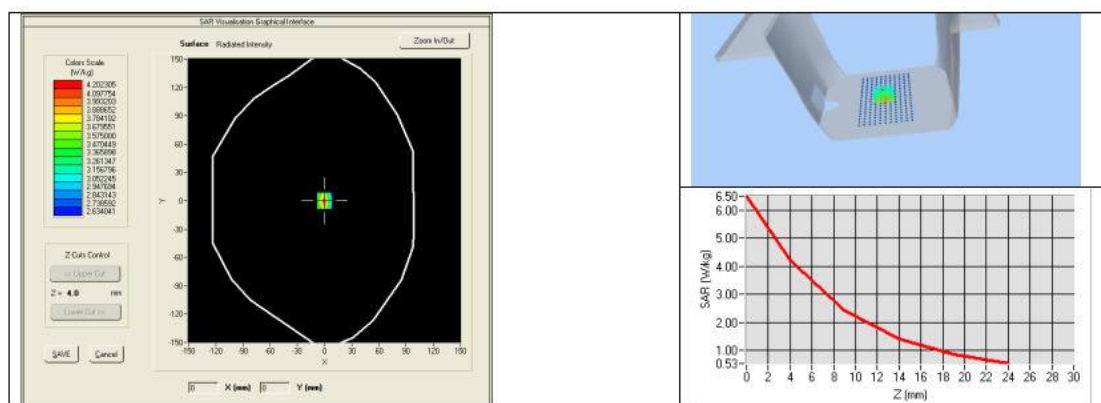 SAR Visualisation Graphical Interface
Surface Radiated Intensity
Zoom In/Out
Colors Scale
(W/kg)
4.202305
4.097754
3.993203
3.888652
3.784102
3.679551
3.575000
3.470449
3.365898
3.261347
3.156796
3.052245
2.947694
2.843143
2.738592
2.634041
Z-Cuts Control
<< Upper Cut
Z = 4.0 mm
Lower Cut >>
SAVE Cancel
150
120
90
60
30
0
-30
-60
-90
-120
-150
Y
-150 -120 -90 -60 -30 0 30 60 90 120 150
X
0 X (mm) 0 Y (mm)
6.50
6.00
4.00
2.00
1.00
0.53
SAR (W/kg)
0 2 4 6 8 10 12 14 16 18 20 22 24 26 28 30
Z (mm)